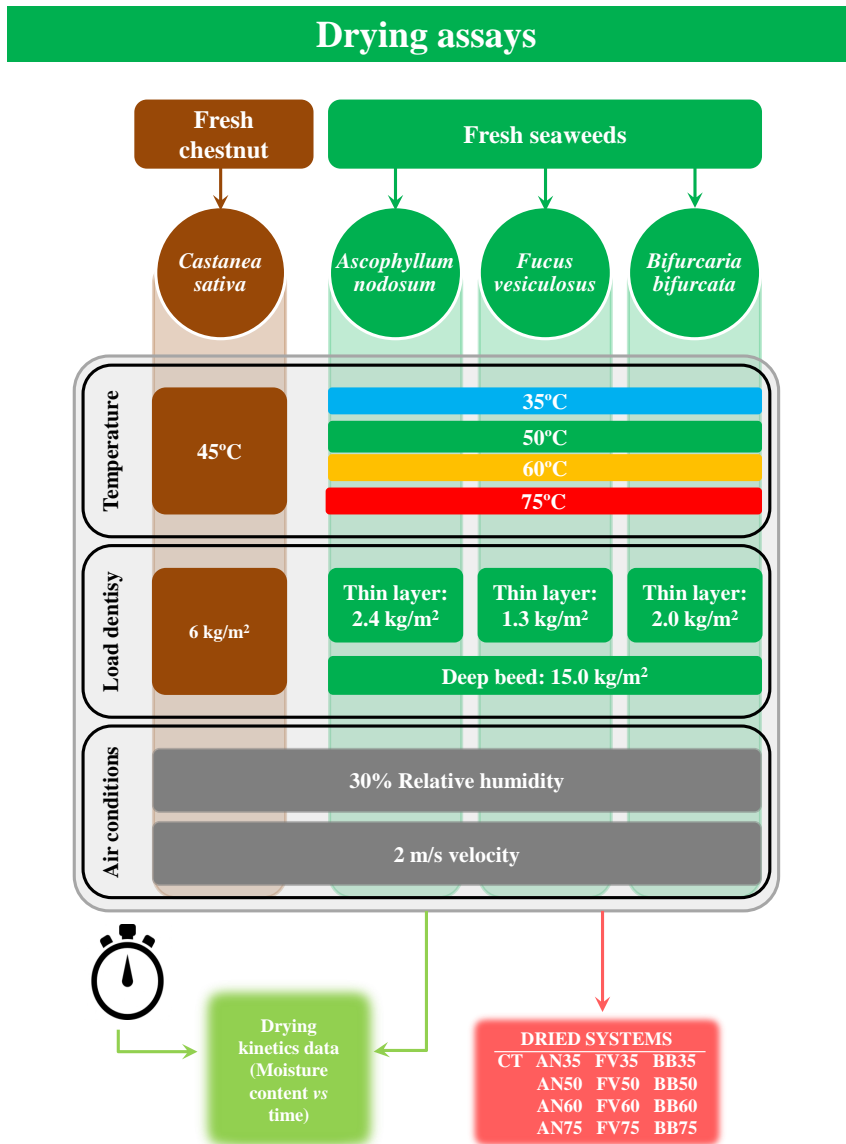 Drying assays
Fresh
chestnut
Fresh seaweeds
Castanea
sativa
Ascophyllum
nodosum
Fucus
vesiculosus
Bifurcaria
bifurcata
Temperature
45ºC
35ºC
50ºC
60ºC
75ºC
Load dentisy
6 kg/m²
Thin layer:
2.4 kg/m²
Thin layer:
1.3 kg/m²
Thin layer:
2.0 kg/m²
Deep beed: 15.0 kg/m²
Air conditions
30% Relative humidity
2 m/s velocity
Drying
kinetics data
(Moisture
content vs
time)
DRIED SYSTEMS
CT AN35 FV35 BB35
AN50 FV50 BB50
AN60 FV60 BB60
AN75 FV75 BB75